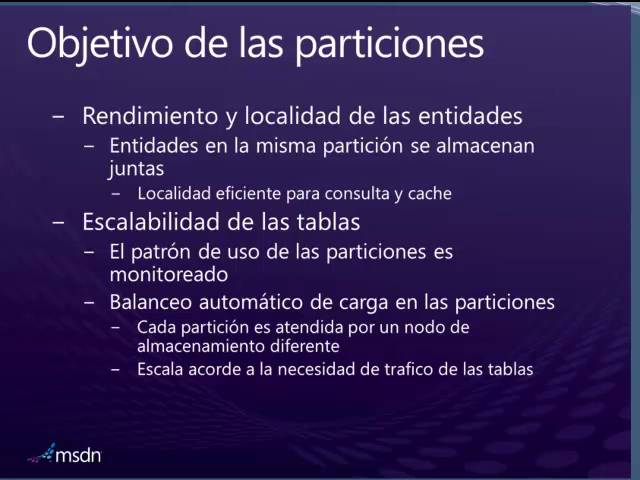 Objetivo de las particiones
– Rendimiento y localidad de las entidades
– Entidades en la misma partición se almacenan
juntas
– Localidad eficiente para consulta y cache
– Escalabilidad de las tablas
– El patrón de uso de las particiones es
monitoreado
– Balanceo automático de carga en las particiones
– Cada partición es atendida por un nodo de
almacenamiento diferente
– Escala acorde a la necesidad de trafico de las tablas
msdn